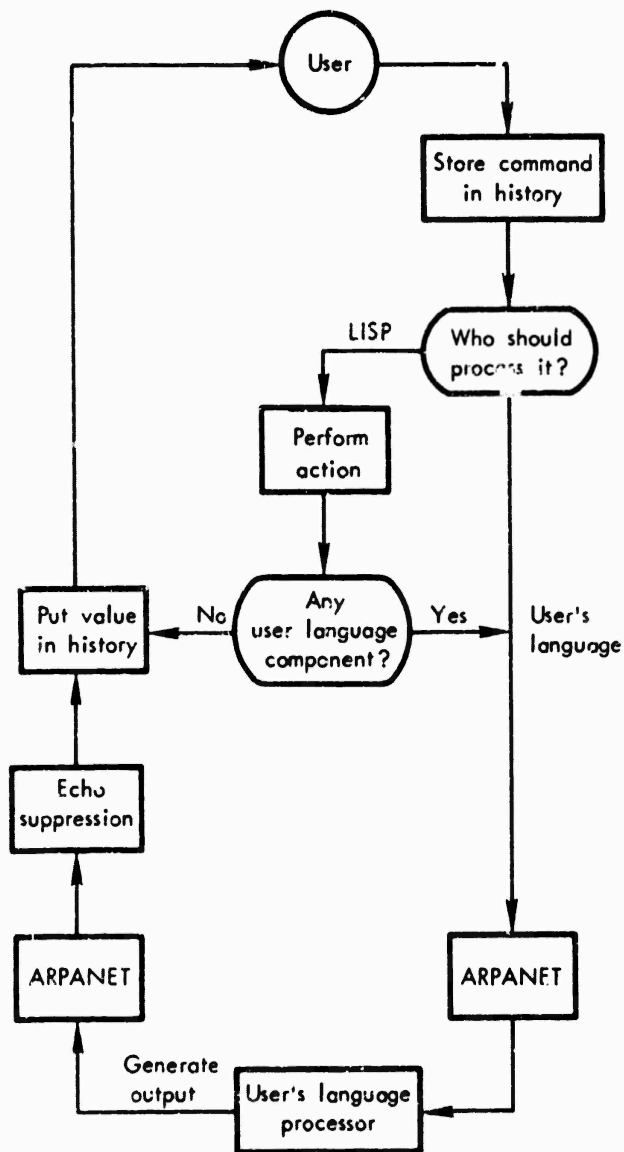 User
Store command
in history
Who should
process it?
LISP
Perform
action
Any
user language
component?
No
Yes
Put value
in history
User's
language
Echo
suppression
ARPANET
ARPANET
Generate
output
User's language
processor